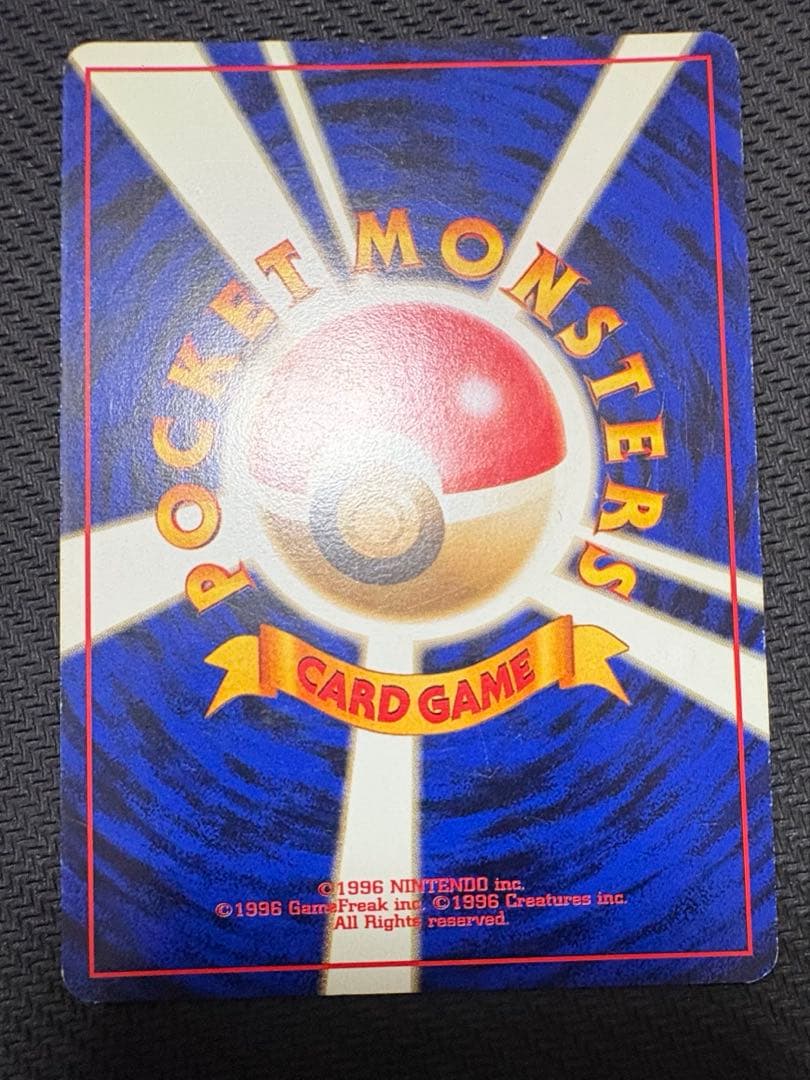 POCKET MONSTERS
CARD GAME
©1996 NINTENDO inc.
©1996 GameFreak inc. ©1996 Creatures inc.
All Rights reserved.